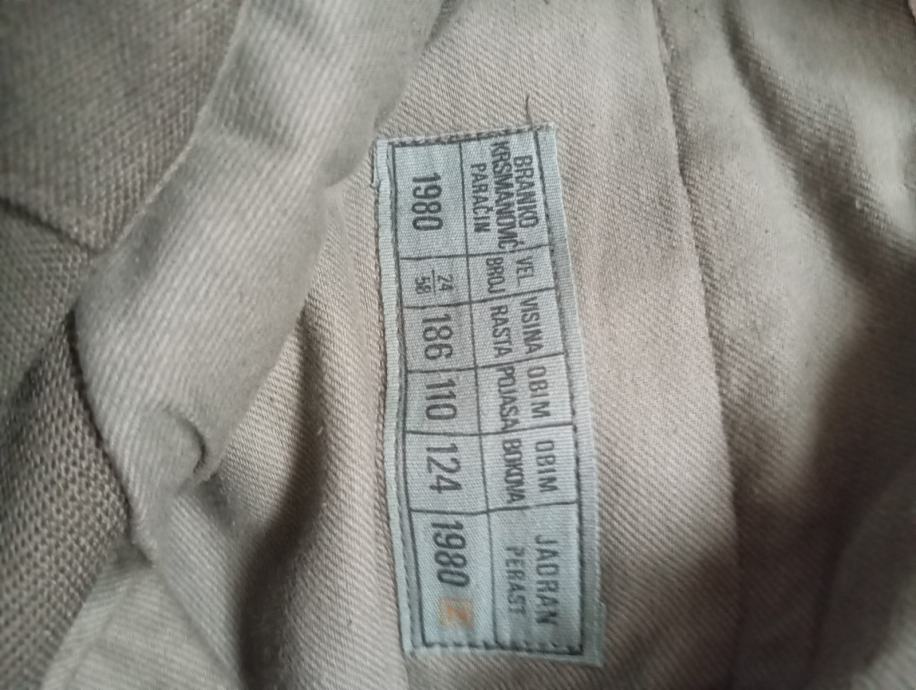 BRANKO
KRSMANOVIĆ
PARAĆIN
VEL.
BROJ
VISINA
RASTA
OBIM
POJASA
OBIM
BOKOVA
JADRAN
PERAST
1980
24
58
186
110
124
1980